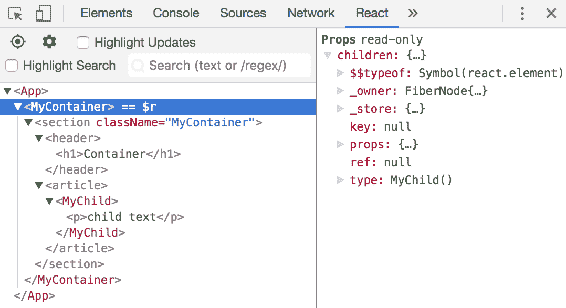 Elements Console Sources Network React »
Highlight Updates
Highlight Search
Search (text or /regex/)
<App>
<MyContainer> == $r
<section className="MyContainer">
<header>
<h1>Container</h1>
</header>
<article>
<MyChild>
<p>child text</p>
</MyChild>
</article>
</section>
</MyContainer>
</App>
Props read-only
children: {…}
$$typeof: Symbol(react.element)
_owner: FiberNode{…}
_store: {…}
key: null
props: {…}
ref: null
type: MyChild()